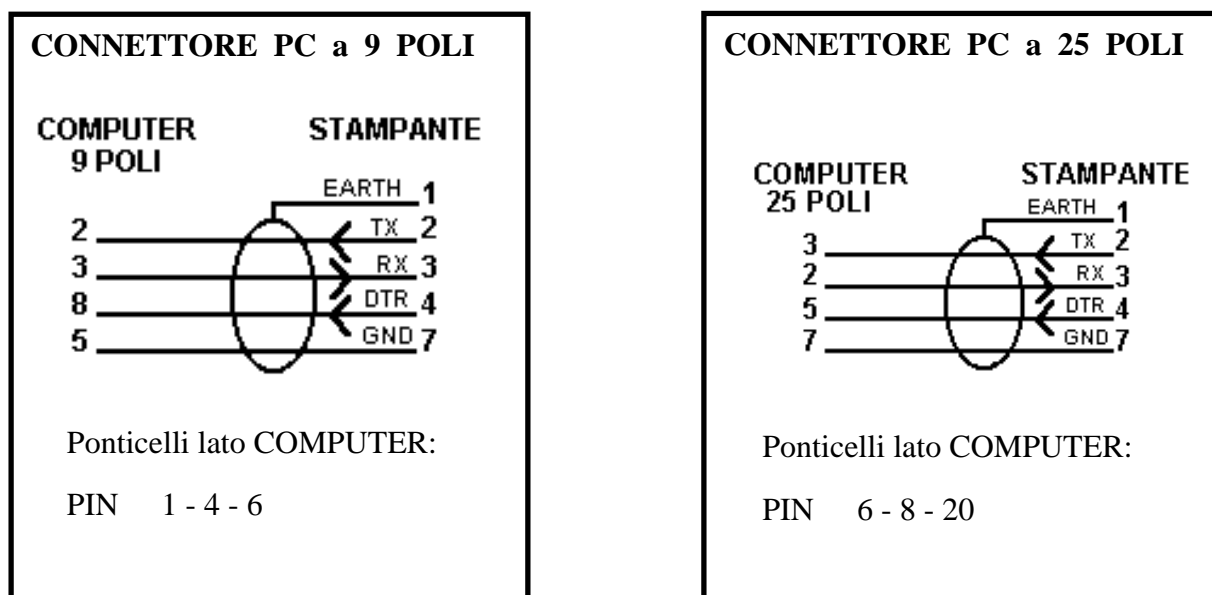 CONNETTORE PC a 9 POLI
COMPUTER STAMPANTE
9 POLI
EARTH 1
2 TX 2
3 RX 3
8 DTR 4
5 GND 7
Ponticelli lato COMPUTER:
PIN 1 - 4 - 6
CONNETTORE PC a 25 POLI
COMPUTER STAMPANTE
25 POLI
EARTH 1
3 TX 2
2 RX 3
5 DTR 4
7 GND 7
Ponticelli lato COMPUTER:
PIN 6 - 8 - 20